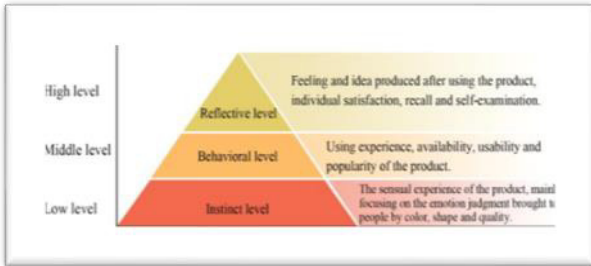 High level
Feeling and idea produced after using the product,
individual satisfaction, recall and self-examination.
Reflective level
Middle level
Behavioral level
Using experience, availability, usability and
popularity of the product.
Low level
Instinct level
The sensual experience of the product,
focusing on the emotion judgment brought
people by color, shape and quality.